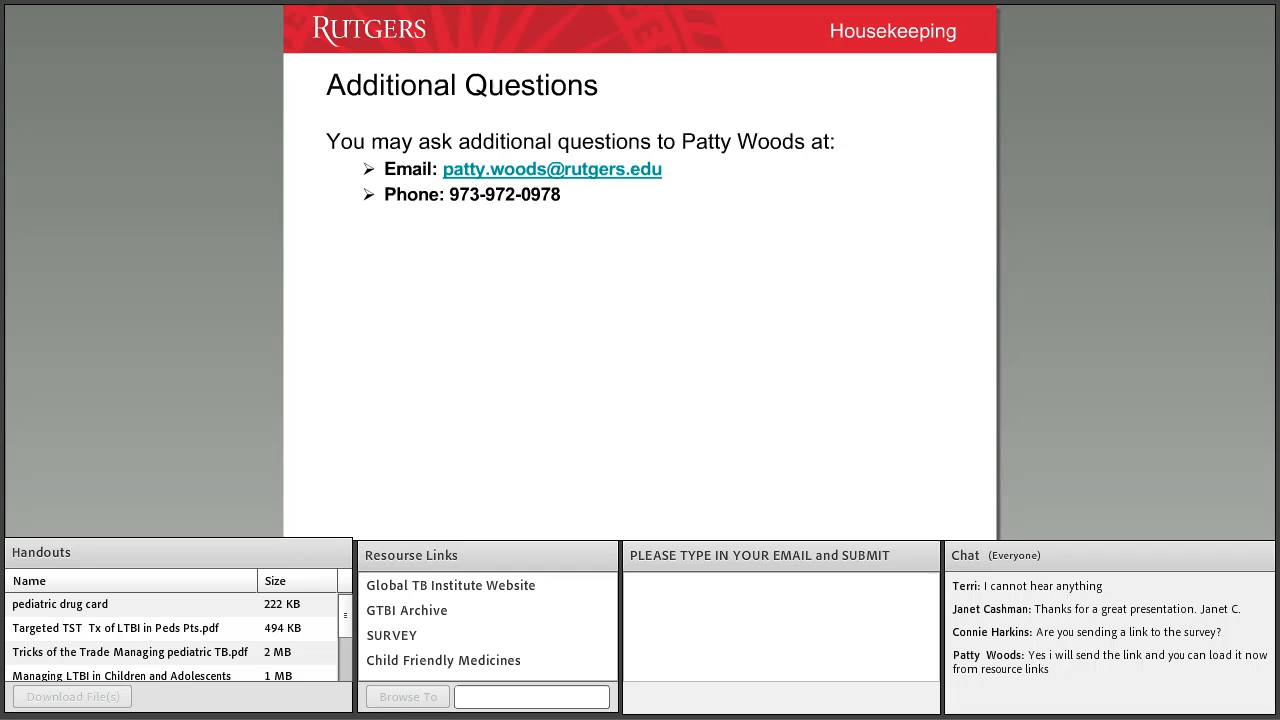 RUTGERS
Housekeeping
Additional Questions
You may ask additional questions to Patty Woods at:
➢ Email: patty.woods@rutgers.edu
➢ Phone: 973-972-0978
Handouts
Name Size
pediatric drug card 222 KB
Targeted TST Tx of LTBI in Peds Pts.pdf 494 KB
Tricks of the Trade Managing pediatric TB.pdf 2 MB
Managing LTBI in Children and Adolescents 1 MB
Download File(s)
Resourse Links
Global TB Institute Website
GTBI Archive
SURVEY
Child Friendly Medicines
Browse To
PLEASE TYPE IN YOUR EMAIL and SUBMIT
Chat (Everyone)
Terri: I cannot hear anything
Janet Cashman: Thanks for a great presentation. Janet C.
Connie Harkins: Are you sending a link to the survey?
Patty Woods: Yes i will send the link and you can load it now
from resource links